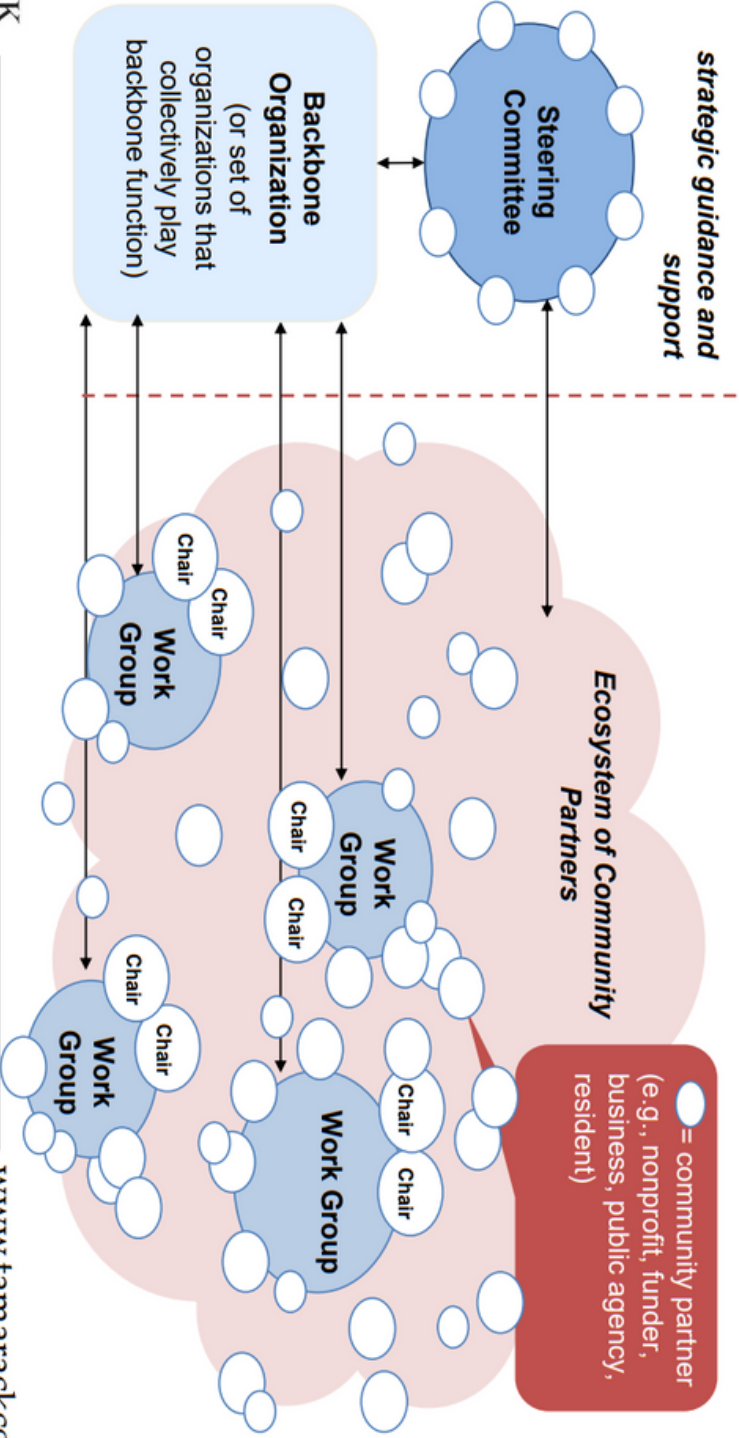 strategic guidance and
support
Steering
Committee
Backbone
Organization
(or set of
organizations that
collectively play
backbone function)
Ecosystem of Community
Partners
= community partner
(e.g., nonprofit, funder,
business, public agency,
resident)
Chair
Chair
Work
Group
Chair
Chair
Work
Group
Chair
Chair
Work Group
Chair
Chair
Work
Group